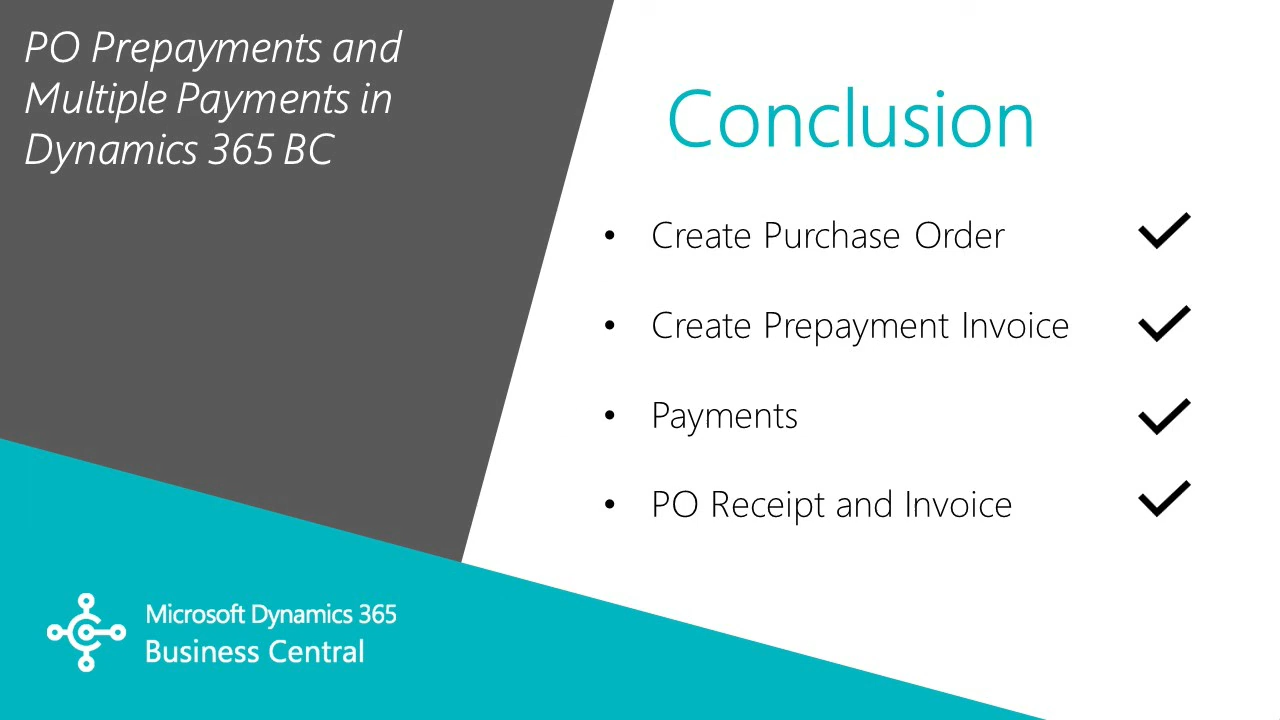 PO Prepayments and
Multiple Payments in
Dynamics 365 BC
Conclusion
• Create Purchase Order
• Create Prepayment Invoice
• Payments
• PO Receipt and Invoice
Microsoft Dynamics 365
Business Central